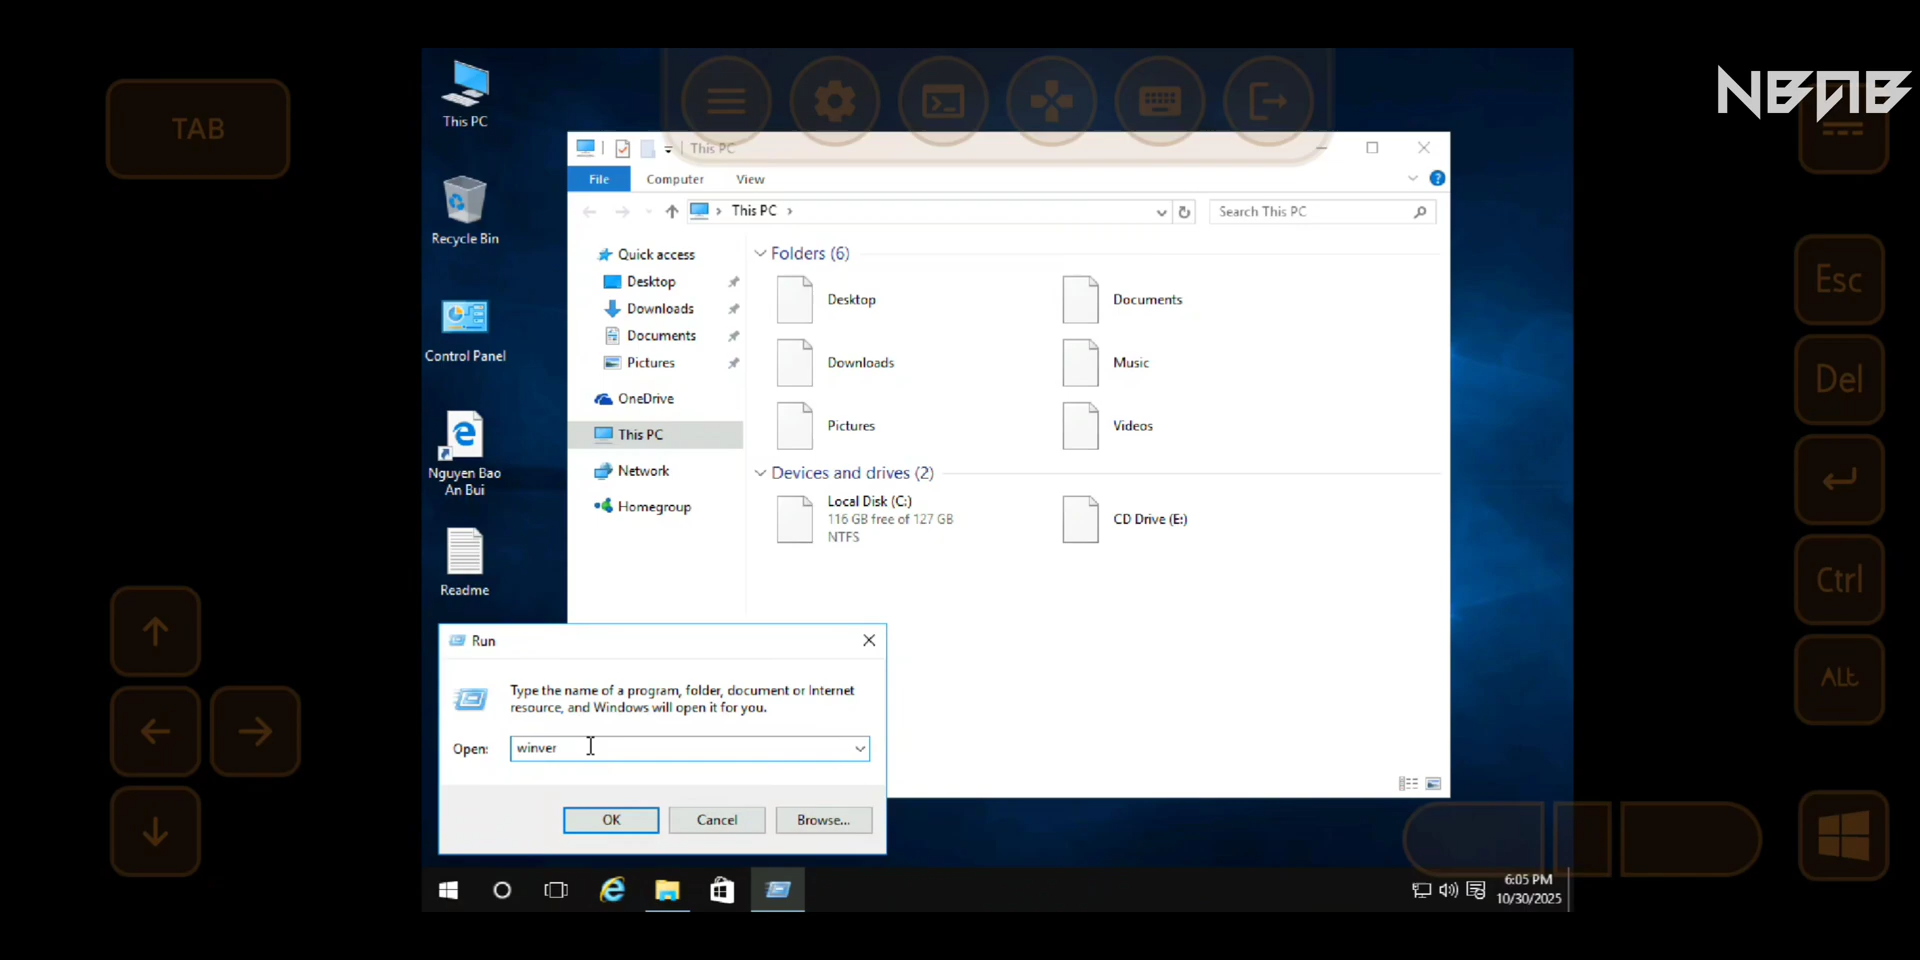 NBAB
TAB
This PC
Recycle Bin
Control Panel
Nguyen Bao
An Bui
Readme
This PC
File
Computer
View
This PC
Search This PC
Quick access
Desktop
Downloads
Documents
Pictures
OneDrive
This PC
Network
Homegroup
Folders (6)
Desktop
Documents
Downloads
Music
Pictures
Videos
Devices and drives (2)
Local Disk (C:)
116 GB free of 127 GB
NTFS
CD Drive (E:)
Run
Type the name of a program, folder, document or Internet
resource, and Windows will open it for you.
Open:
winver
OK
Cancel
Browse...
6:05 PM
10/30/2025
Esc
Del
Ctrl
ALt